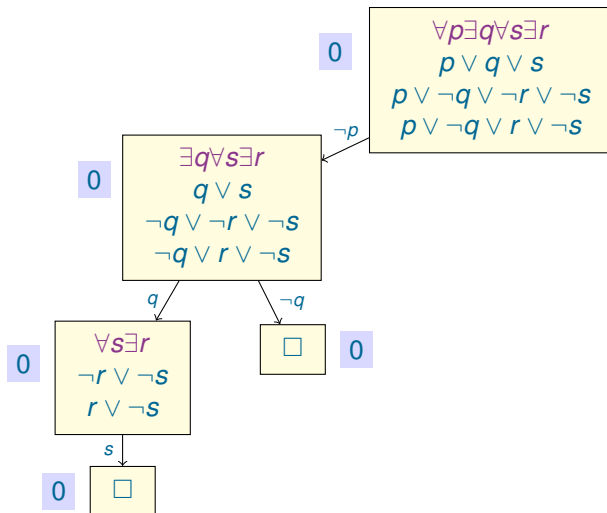 ∀p∃q∀s∃r
0
p ∨ q ∨ s
p ∨ ¬q ∨ ¬r ∨ ¬s
p ∨ ¬q ∨ r ∨ ¬s
¬p
∃q∀s∃r
0
q ∨ s
¬q ∨ ¬r ∨ ¬s
¬q ∨ r ∨ ¬s
q
¬q
∀s∃r
0
¬r ∨ ¬s
r ∨ ¬s
□
0
s
0
□